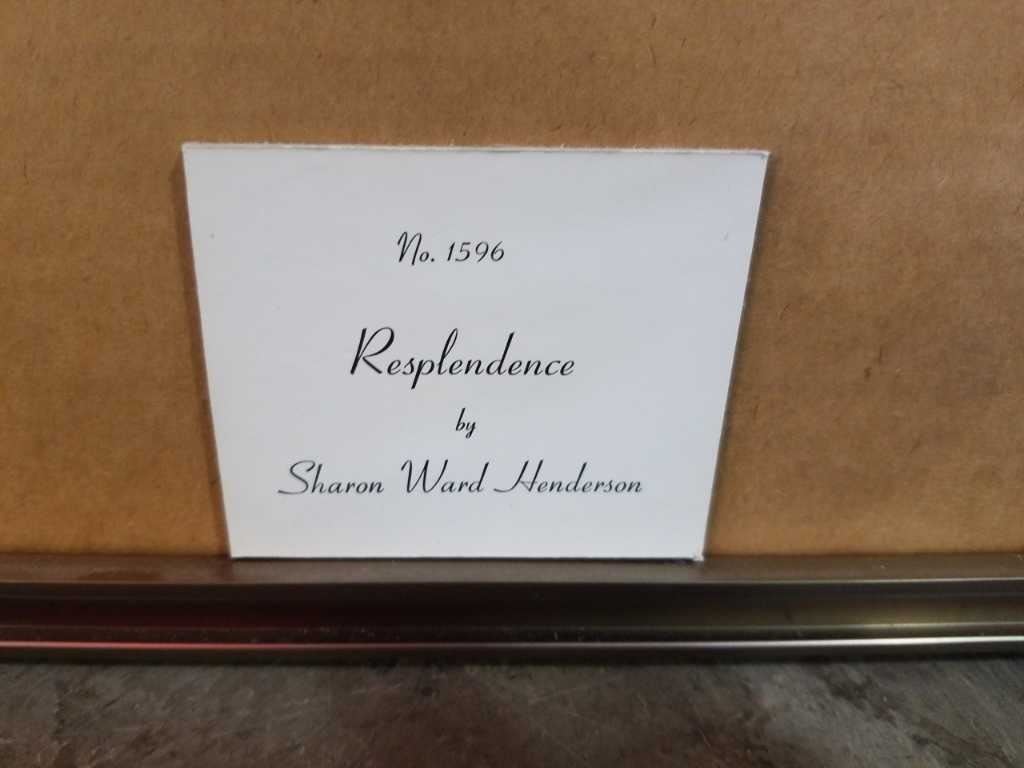 No. 1596
Resplendence
by
Sharon Ward Henderson